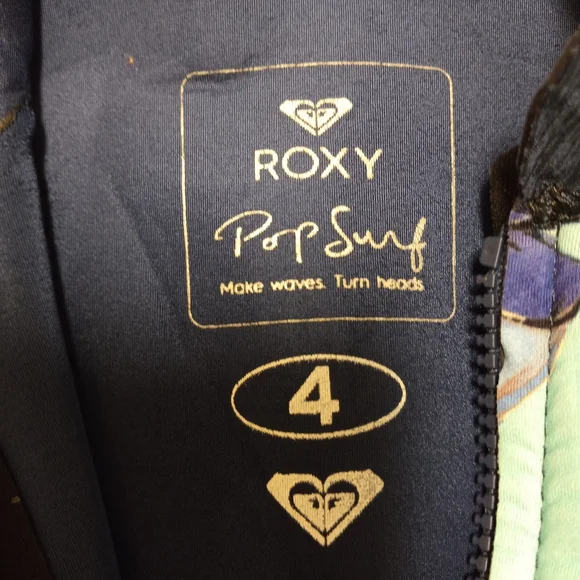 ROXY
Pop Surf
Make waves. Turn heads
4